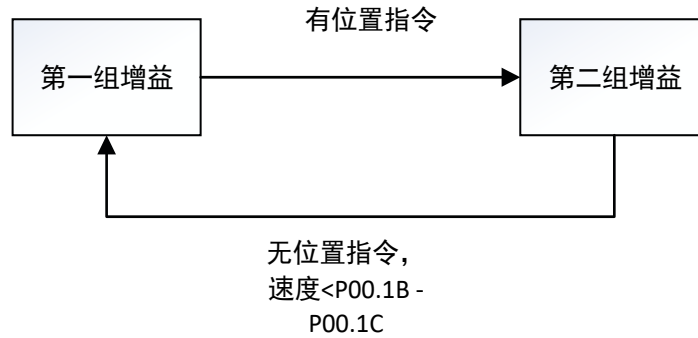 有位置指令
第一组增益
第二组增益
无位置指令，
速度<P00.1B -
P00.1C